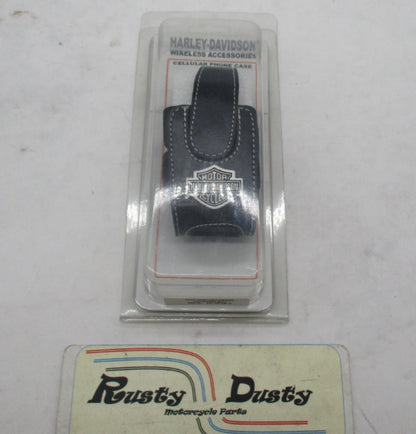 HARLEY-DAVIDSON
WIRELESS ACCESSORIES
CELLULAR PHONE CASE
MOTOR
CYCLES
Rusty Dusty
Motorcycle Parts